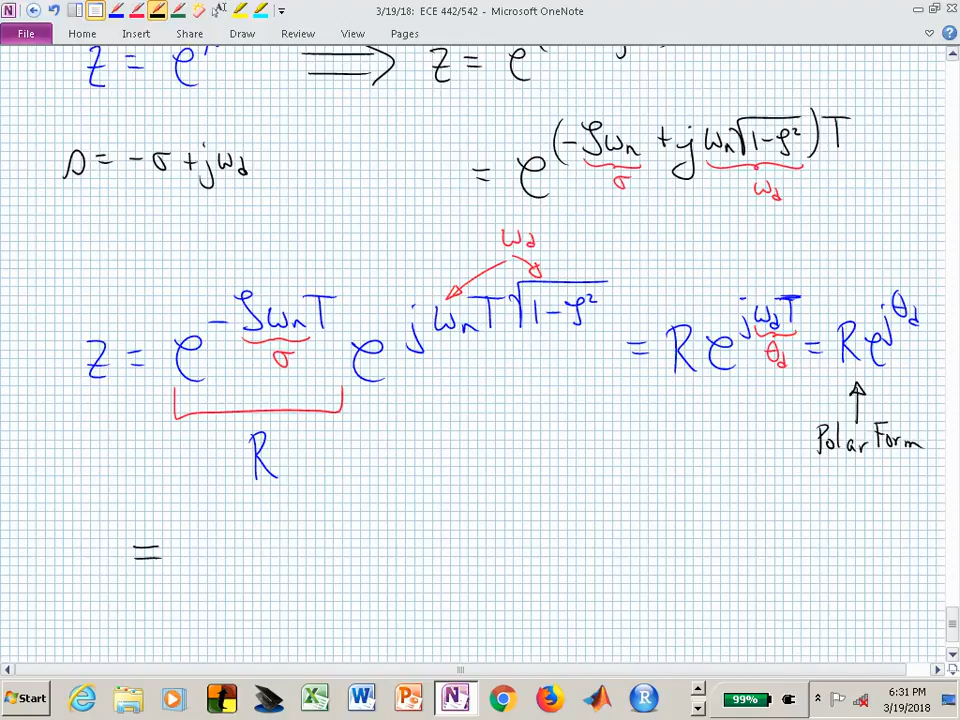 3/19/18: ECE 442/542 - Microsoft OneNote
File Home Insert Share Draw Review View Pages
z = e ⟹ z = e
s = -σ + jω_d
= e^(-ζω_n + jω_n√(1-ζ²))T
σ ω_d
ω_d
z = e^(-ζω_nT) e^(jω_nT√(1-ζ²)) = R e^(jω_dT) = R e^(jθ_d)
σ θ_d
R
Polar Form
=
Start 99% 6:31 PM
3/19/2018